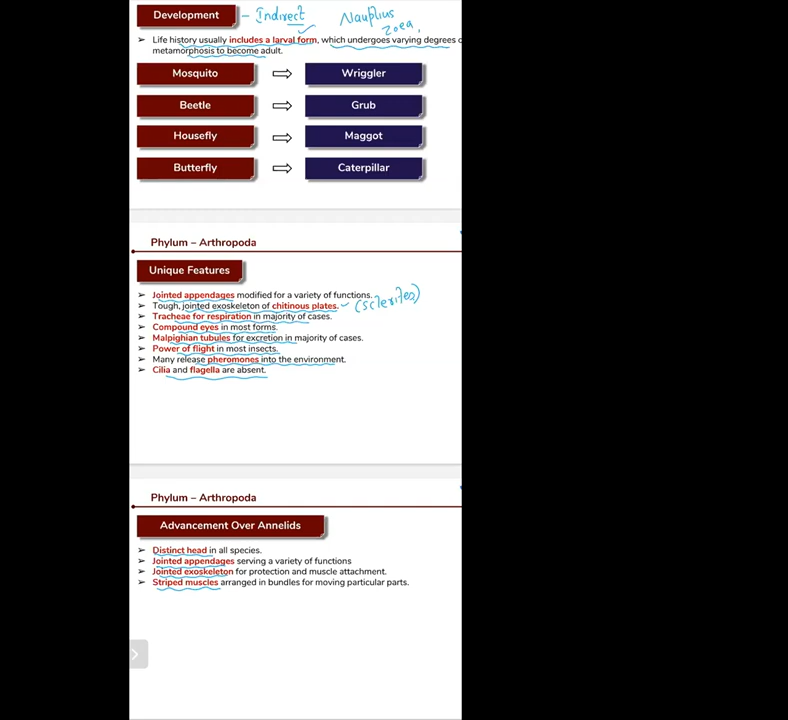 Development - Indirect Nauplius
Zoea,
➢ Life history usually includes a larval form, which undergoes varying degrees
metamorphosis to become adult.
Mosquito ⇨ Wriggler
Beetle ⇨ Grub
Housefly ⇨ Maggot
Butterfly ⇨ Caterpillar
Phylum – Arthropoda
Unique Features
➢ Jointed appendages modified for a variety of functions.
➢ Tough, jointed exoskeleton of chitinous plates. (sclerites)
➢ Tracheae for respiration in majority of cases.
➢ Compound eyes in most forms.
➢ Malpighian tubules for excretion in majority of cases.
➢ Power of flight in most insects.
➢ Many release pheromones into the environment.
➢ Cilia and flagella are absent.
Phylum – Arthropoda
Advancement Over Annelids
➢ Distinct head in all species.
➢ Jointed appendages serving a variety of functions
➢ Jointed exoskeleton for protection and muscle attachment.
➢ Striped muscles arranged in bundles for moving particular parts.